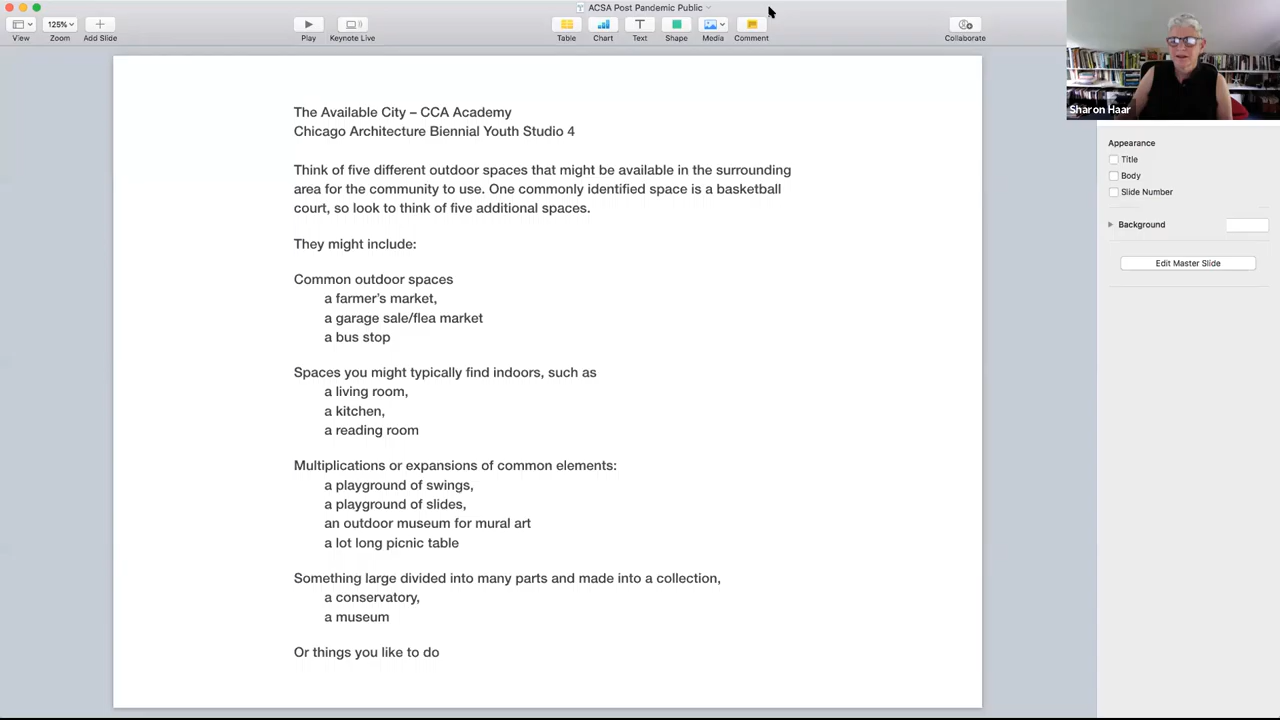 ACSA Post Pandemic Public
125%
View
Zoom
Add Slide
Play
Keynote Live
Table
Chart
Text
Shape
Media
Comment
Collaborate
Sharon Haar
The Available City – CCA Academy
Chicago Architecture Biennial Youth Studio 4
Think of five different outdoor spaces that might be available in the surrounding
area for the community to use. One commonly identified space is a basketball
court, so look to think of five additional spaces.
They might include:
Common outdoor spaces
a farmer's market,
a garage sale/flea market
a bus stop
Spaces you might typically find indoors, such as
a living room,
a kitchen,
a reading room
Multiplications or expansions of common elements:
a playground of swings,
a playground of slides,
an outdoor museum for mural art
a lot long picnic table
Something large divided into many parts and made into a collection,
a conservatory,
a museum
Or things you like to do
Appearance
Title
Body
Slide Number
Background
Edit Master Slide